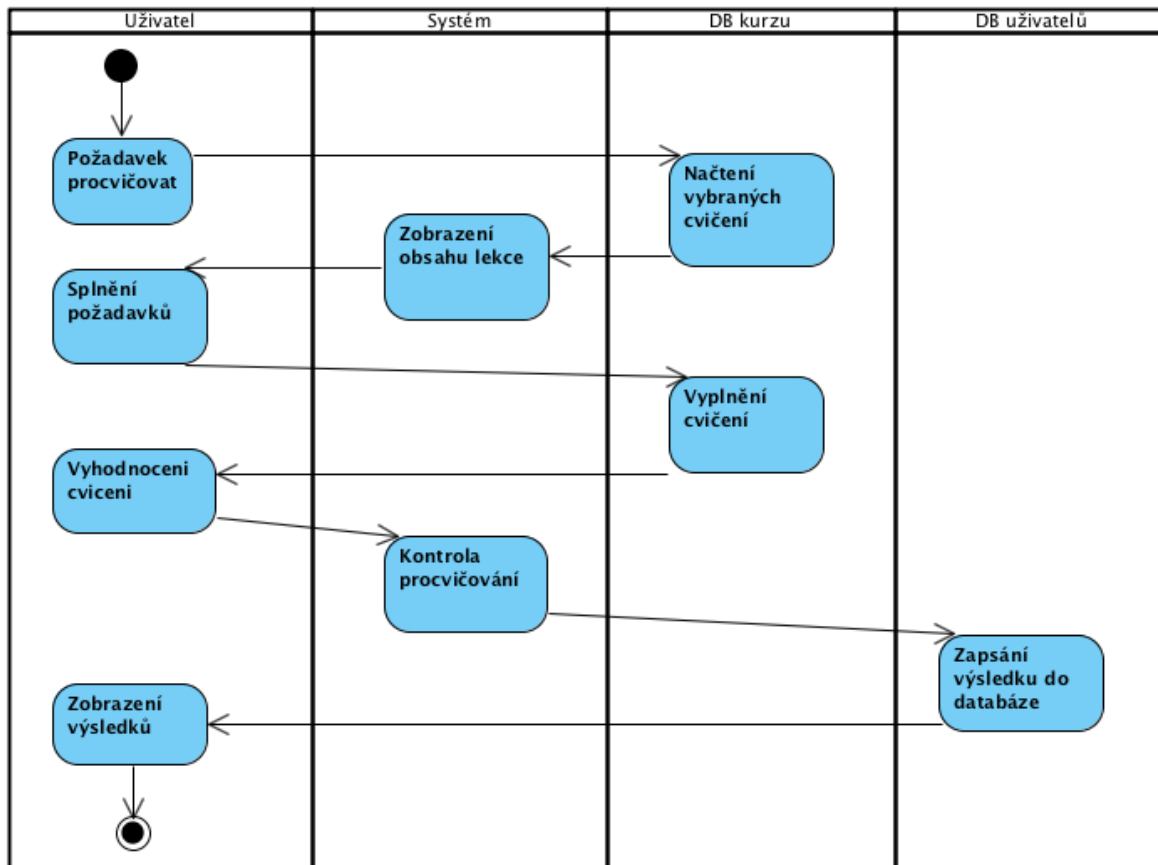 Uživatel
Systém
DB kurzu
DB uživatelů
Požadavek
procvičovat
Načtení
vybraných
cvičení
Zobrazení
obsahu lekce
Splnění
požadavků
Vyplnění
cvičení
Vyhodnoceni
cviceni
Kontrola
procvičování
Zapsání
výsledku do
databáze
Zobrazení
výsledků